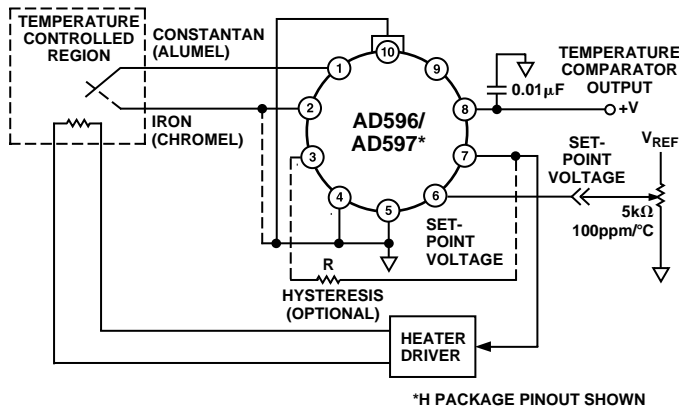 TEMPERATURE
CONTROLLED
REGION
CONSTANTAN
(ALUMEL)
IRON
(CHROMEL)
1
2
3
4
5
6
7
8
9
10
AD596/
AD597*
0.01μF
TEMPERATURE
COMPARATOR
OUTPUT
+V
SET-
POINT
VOLTAGE
VREF
5kΩ
100ppm/°C
SET-
POINT
VOLTAGE
R
HYSTERESIS
(OPTIONAL)
HEATER
DRIVER
*H PACKAGE PINOUT SHOWN